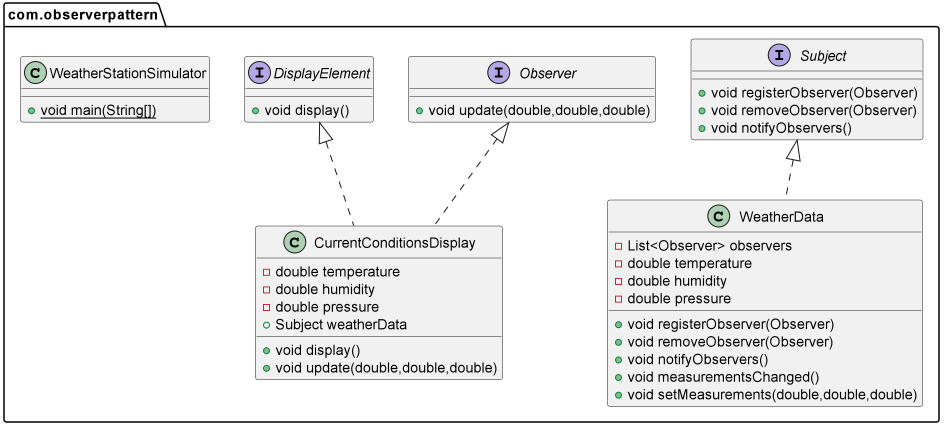 com.observerpattern
C WeatherStationSimulator
void main(String[])
I DisplayElement
void display()
I Observer
void update(double,double,double)
I Subject
void registerObserver(Observer)
void removeObserver(Observer)
void notifyObservers()
C CurrentConditionsDisplay
double temperature
double humidity
double pressure
Subject weatherData
void display()
void update(double,double,double)
C WeatherData
List<Observer> observers
double temperature
double humidity
double pressure
void registerObserver(Observer)
void removeObserver(Observer)
void notifyObservers()
void measurementsChanged()
void setMeasurements(double,double,double)